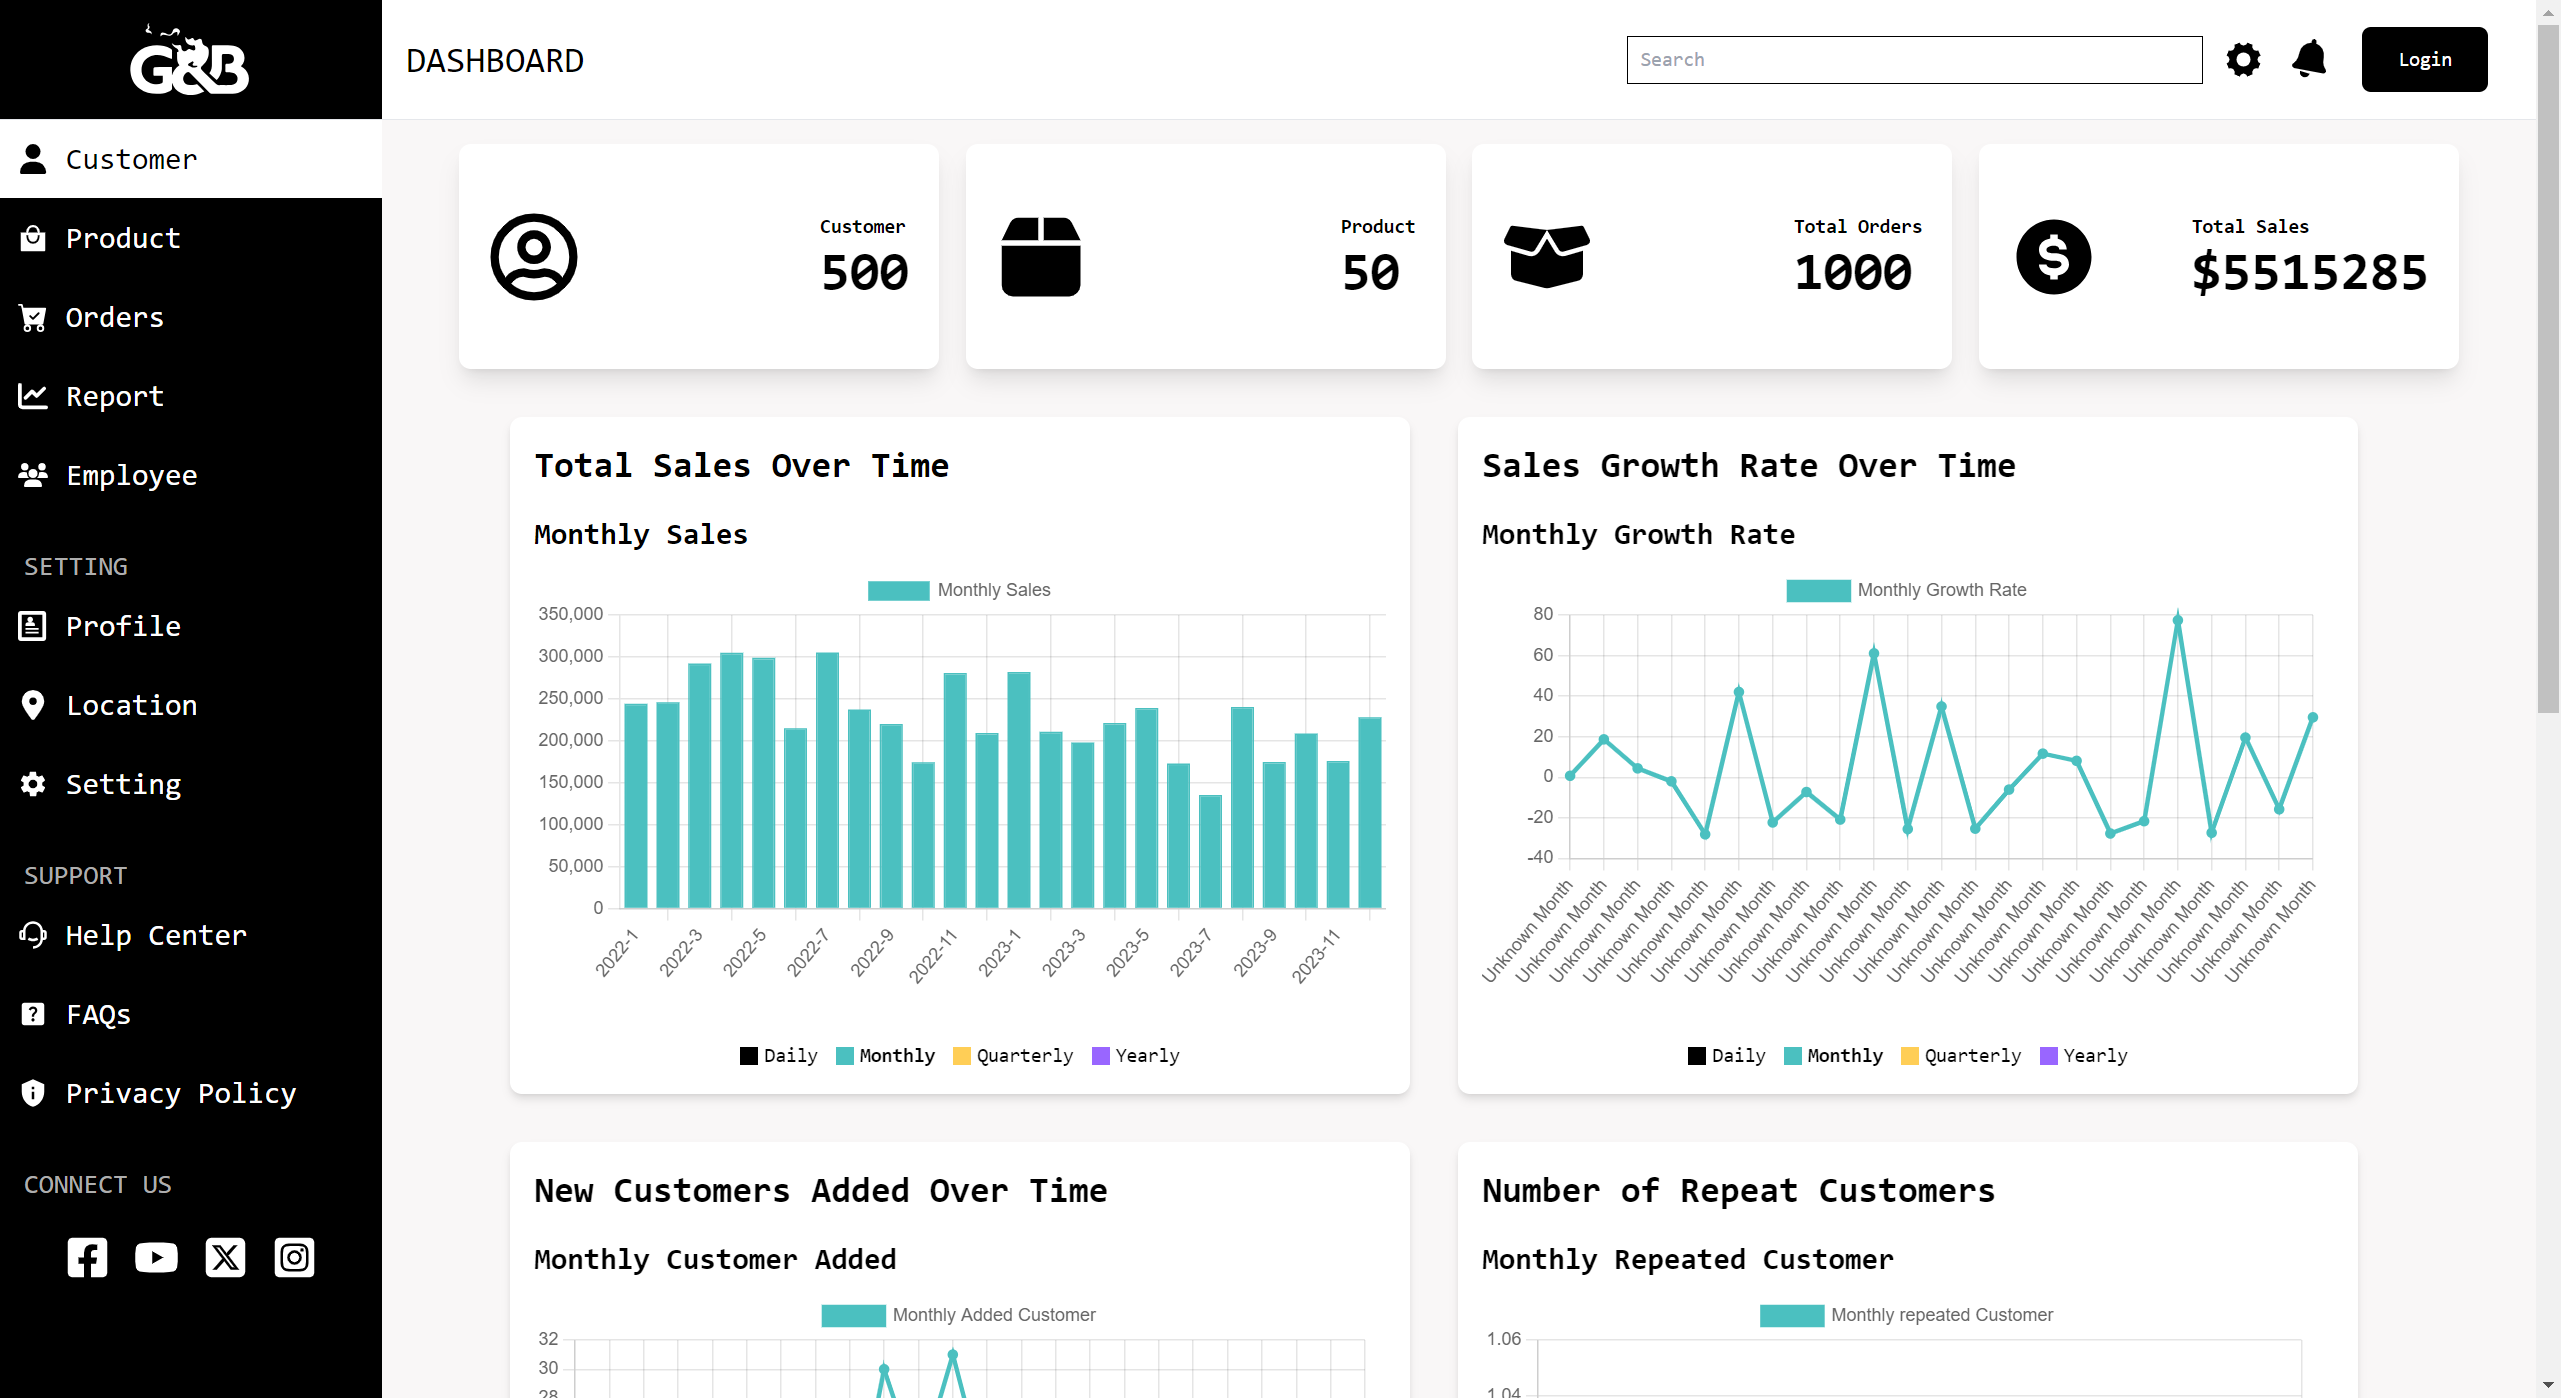 G&B
DASHBOARD
Search
Login
Customer
Product
Orders
Report
Employee
SETTING
Profile
Location
Setting
SUPPORT
Help Center
FAQs
Privacy Policy
CONNECT US
Customer
500
Product
50
Total Orders
1000
Total Sales
$5515285
Total Sales Over Time
Monthly Sales
Monthly Sales
350,000
300,000
250,000
200,000
150,000
100,000
50,000
0
2022-1 2022-3 2022-5 2022-7 2022-9 2022-11 2023-1 2023-3 2023-5 2023-7 2023-9 2023-11
Daily Monthly Quarterly Yearly
Sales Growth Rate Over Time
Monthly Growth Rate
Monthly Growth Rate
80
60
40
20
0
-20
-40
Unknown Month Unknown Month Unknown Month Unknown Month Unknown Month Unknown Month Unknown Month Unknown Month Unknown Month Unknown Month Unknown Month Unknown Month Unknown Month Unknown Month Unknown Month Unknown Month Unknown Month Unknown Month Unknown Month Unknown Month Unknown Month Unknown Month Unknown Month
Daily Monthly Quarterly Yearly
New Customers Added Over Time
Monthly Customer Added
Monthly Added Customer
32
30
28
Number of Repeat Customers
Monthly Repeated Customer
Monthly repeated Customer
1.06
1.04